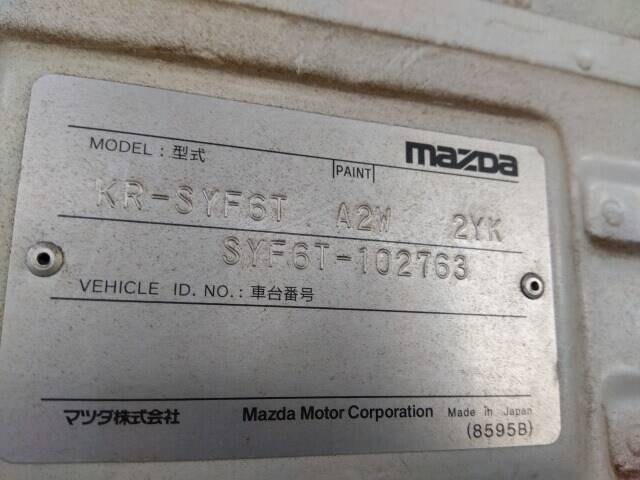 mazda
MODEL : 型式 PAINT
KR-SYF6T A2W 2YK
SYF6T-102763
VEHICLE ID. NO. : 車台番号
マツダ株式会社 Mazda Motor Corporation Made in Japan
(8595B)